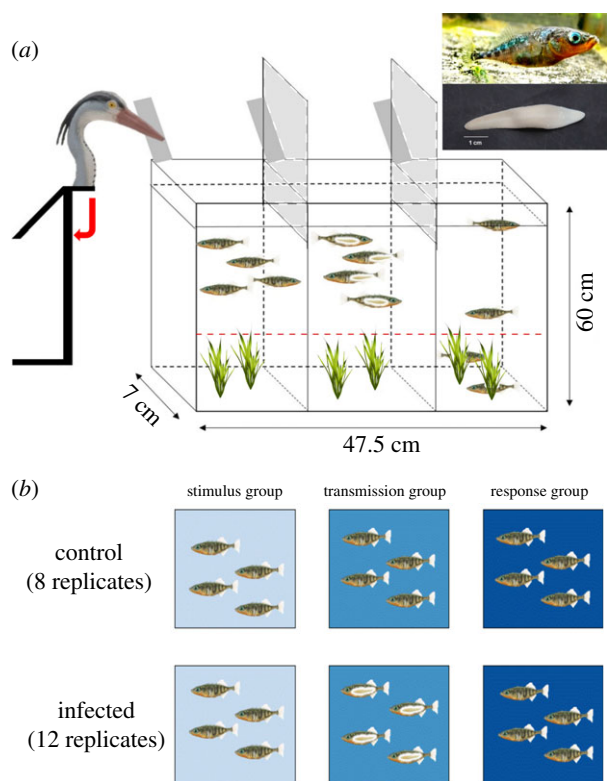 (a)
1 cm
60 cm
7 cm
47.5 cm
(b)
stimulus group transmission group response group
control
(8 replicates)
infected
(12 replicates)